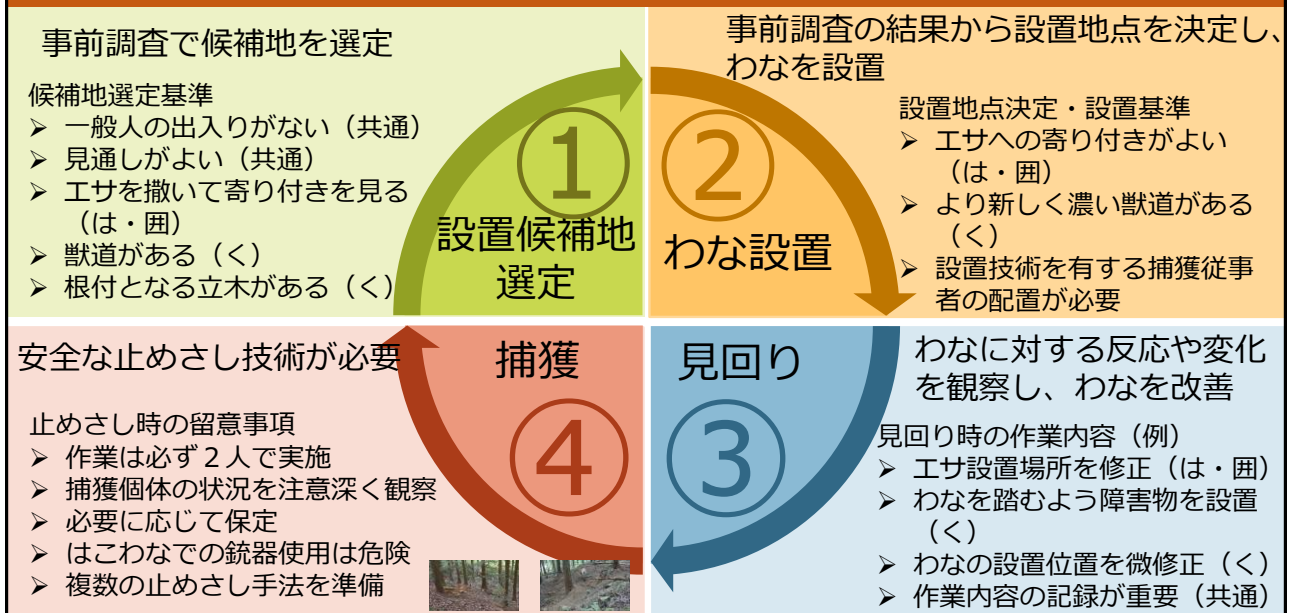 事前調査で候補地を選定
候補地選定基準
➢ 一般人の出入りがない（共通）
➢ 見通しがよい（共通）
➢ エサを撒いて寄り付きを見る
（は・囲）
➢ 獣道がある（く）
➢ 根付となる立木がある（く）
①
設置候補地
選定
事前調査の結果から設置地点を決定し、
わなを設置
設置地点決定・設置基準
➢ エサへの寄り付きがよい
（は・囲）
➢ より新しく濃い獣道がある
（く）
➢ 設置技術を有する捕獲従事
者の配置が必要
②
わな設置
見回り
③
わなに対する反応や変化
を観察し、わなを改善
見回り時の作業内容（例）
➢ エサ設置場所を修正（は・囲）
➢ わなを踏むよう障害物を設置
（く）
➢ わなの設置位置を微修正（く）
➢ 作業内容の記録が重要（共通）
捕獲
④
安全な止めさし技術が必要
止めさし時の留意事項
➢ 作業は必ず２人で実施
➢ 捕獲個体の状況を注意深く観察
➢ 必要に応じて保定
➢ はこわなでの銃器使用は危険
➢ 複数の止めさし手法を準備